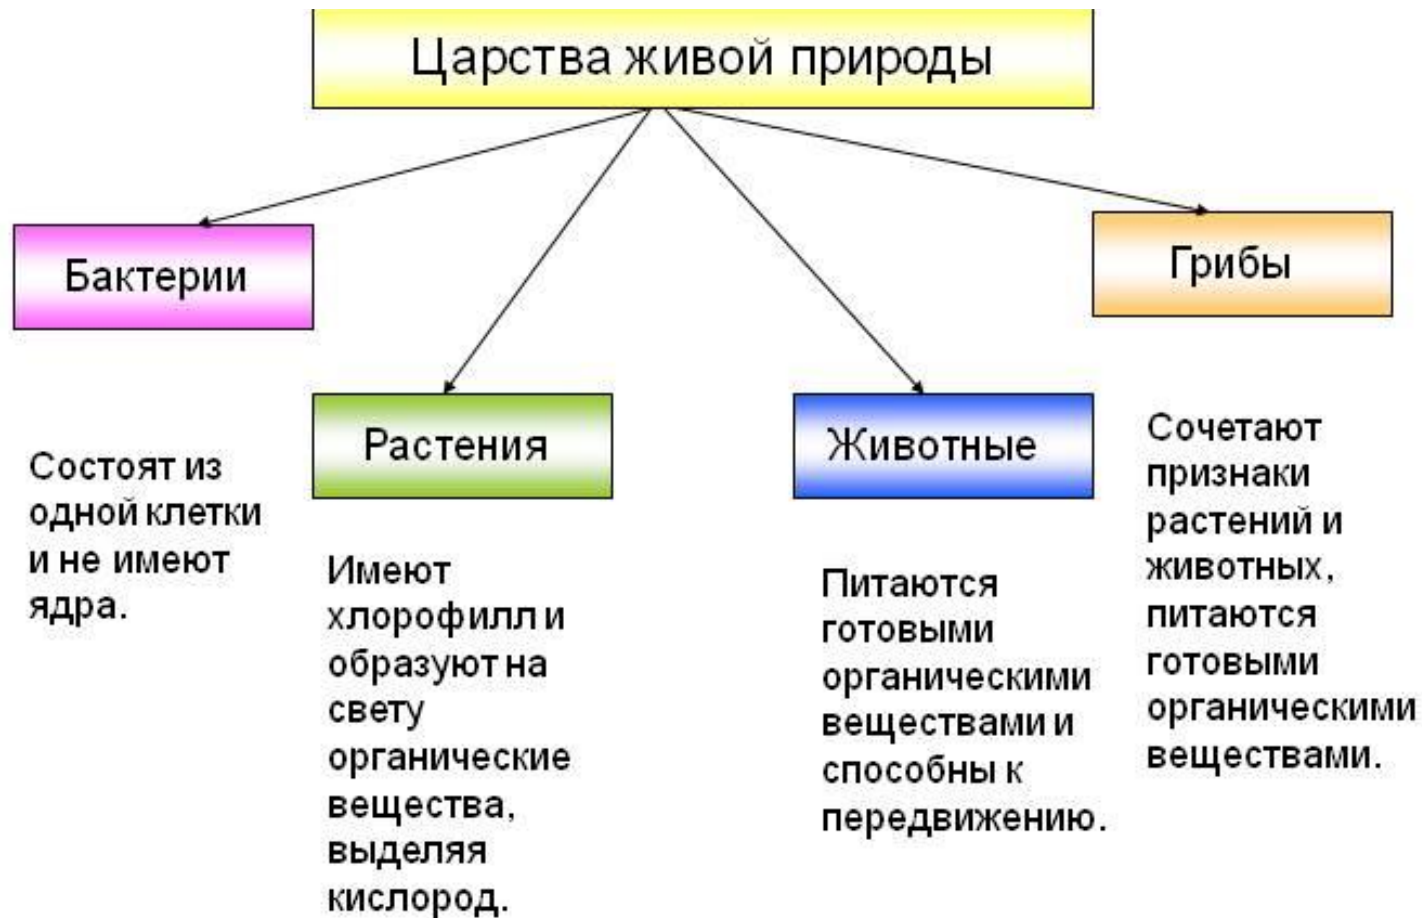 Царства живой природы
Бактерии
Состоят из
одной клетки
и не имеют
ядра.
Растения
Имеют
хлорофилл и
образуют на
свету
органические
вещества,
выделяя
кислород.
Животные
Питаются
готовыми
органическими
веществами и
способны к
передвижению.
Грибы
Сочетают
признаки
растений и
животных,
питаются
готовыми
органическими
веществами.